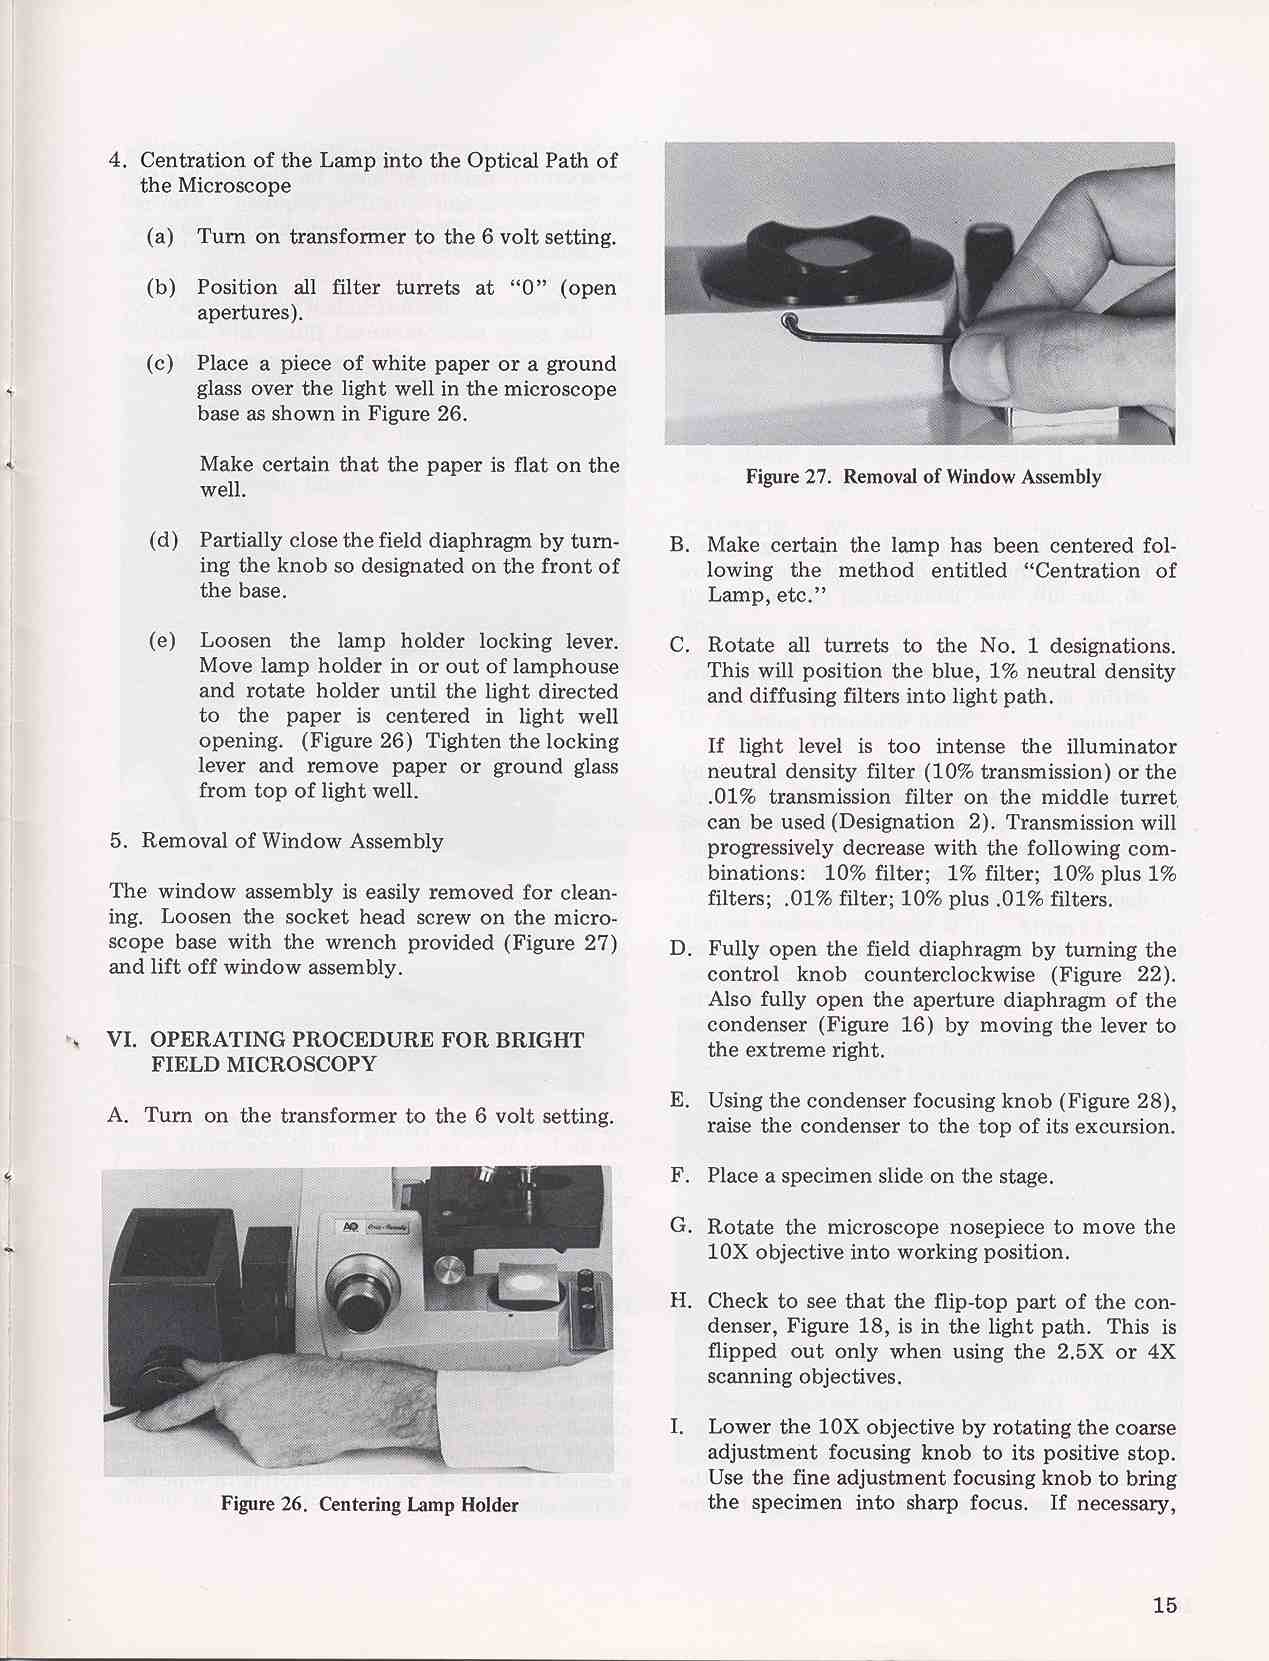 4. Centration of the Lamp into the Optical Path of
the Microscope
(a) Turn on transformer to the 6 volt setting.
(b) Position all filter turrets at “0” (open
apertures).
(c) Place a piece of white paper or a ground
glass over the light well in the microscope
base as shown in Figure 26.
Make certain that the paper is flat on the
well.
(d) Partially close the field diaphragm by turn-
ing the knob so designated on the front of
the base.
(e) Loosen the lamp holder locking lever.
Move lamp holder in or out of lamphouse
and rotate holder until the light directed
to the paper is centered in light well
opening. (Figure 26) Tighten the locking
lever and remove paper or ground glass
from top of light well.
5. Removal of Window Assembly
The window assembly is easily removed for clean-
ing. Loosen the socket head screw on the micro-
scope base with the wrench provided (Figure 27)
and lift off window assembly.
VI. OPERATING PROCEDURE FOR BRIGHT
FIELD MICROSCOPY
A. Turn on the transformer to the 6 volt setting.
AO
Figure 26. Centering Lamp Holder
Figure 27. Removal of Window Assembly
B. Make certain the lamp has been centered fol-
lowing the method entitled “Centration of
Lamp, etc.”
C. Rotate all turrets to the No. 1 designations.
This will position the blue, 1% neutral density
and diffusing filters into light path.
If light level is too intense the illuminator
neutral density filter (10% transmission) or the
.01% transmission filter on the middle turret
can be used (Designation 2). Transmission will
progressively decrease with the following com-
binations: 10% filter; 1% filter; 10% plus 1%
filters; .01% filter; 10% plus .01% filters.
D. Fully open the field diaphragm by turning the
control knob counterclockwise (Figure 22).
Also fully open the aperture diaphragm of the
condenser (Figure 16) by moving the lever to
the extreme right.
E. Using the condenser focusing knob (Figure 28),
raise the condenser to the top of its excursion.
F. Place a specimen slide on the stage.
G. Rotate the microscope nosepiece to move the
10X objective into working position.
H. Check to see that the flip-top part of the con-
denser, Figure 18, is in the light path. This is
flipped out only when using the 2.5X or 4X
scanning objectives.
I. Lower the 10X objective by rotating the coarse
adjustment focusing knob to its positive stop.
Use the fine adjustment focusing knob to bring
the specimen into sharp focus. If necessary,
15